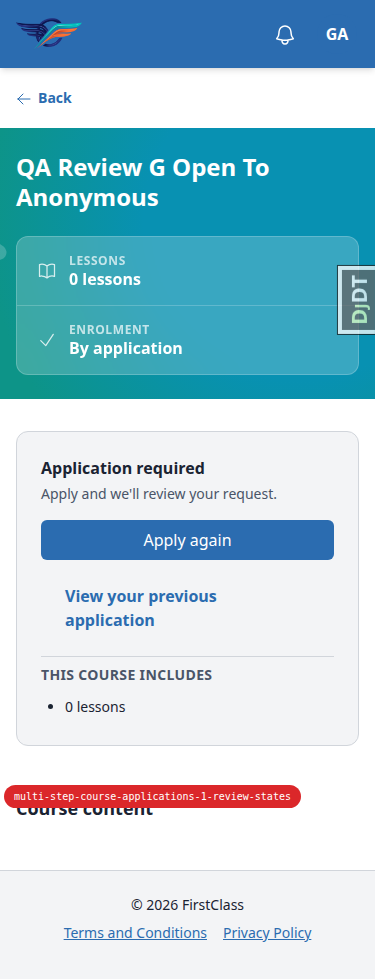 GA
Back
QA Review G Open To
Anonymous
LESSONS
0 lessons
DjDT
ENROLMENT
By application
Application required
Apply and we'll review your request.
Apply again
View your previous
application
THIS COURSE INCLUDES
0 lessons
multi-step-course-applications-1-review-states
Course content
© 2026 FirstClass
Terms and Conditions Privacy Policy